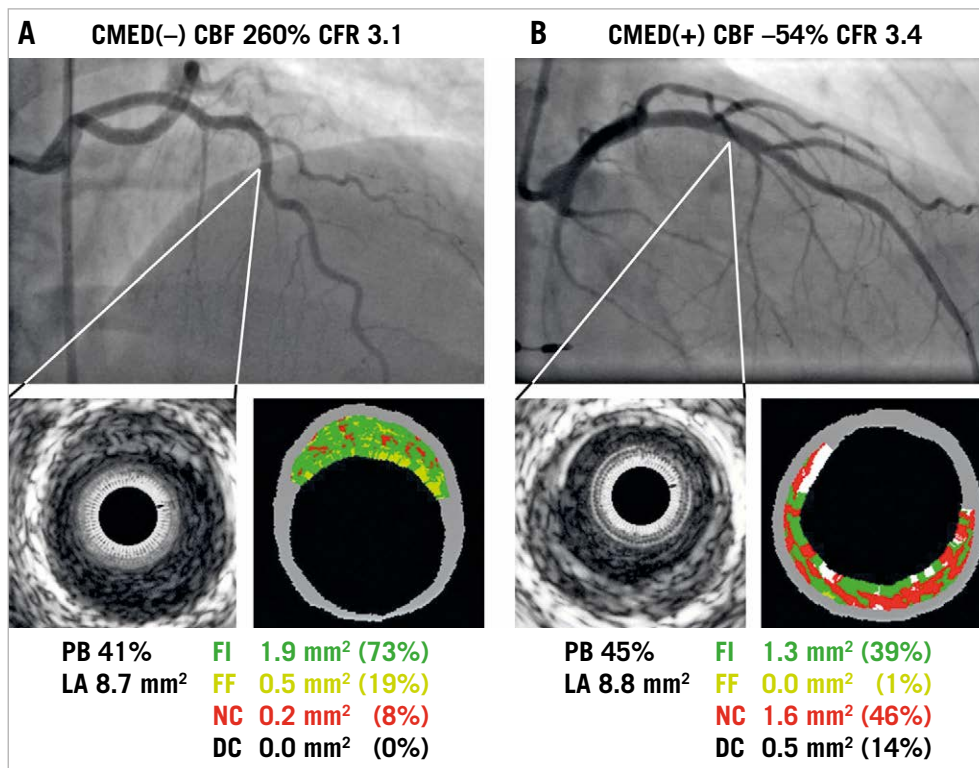 A CMED(–) CBF 260% CFR 3.1
B CMED(+) CBF –54% CFR 3.4
PB 41%
LA 8.7 mm²
FI 1.9 mm² (73%)
FF 0.5 mm² (19%)
NC 0.2 mm² (8%)
DC 0.0 mm² (0%)
PB 45%
LA 8.8 mm²
FI 1.3 mm² (39%)
FF 0.0 mm² (1%)
NC 1.6 mm² (46%)
DC 0.5 mm² (14%)